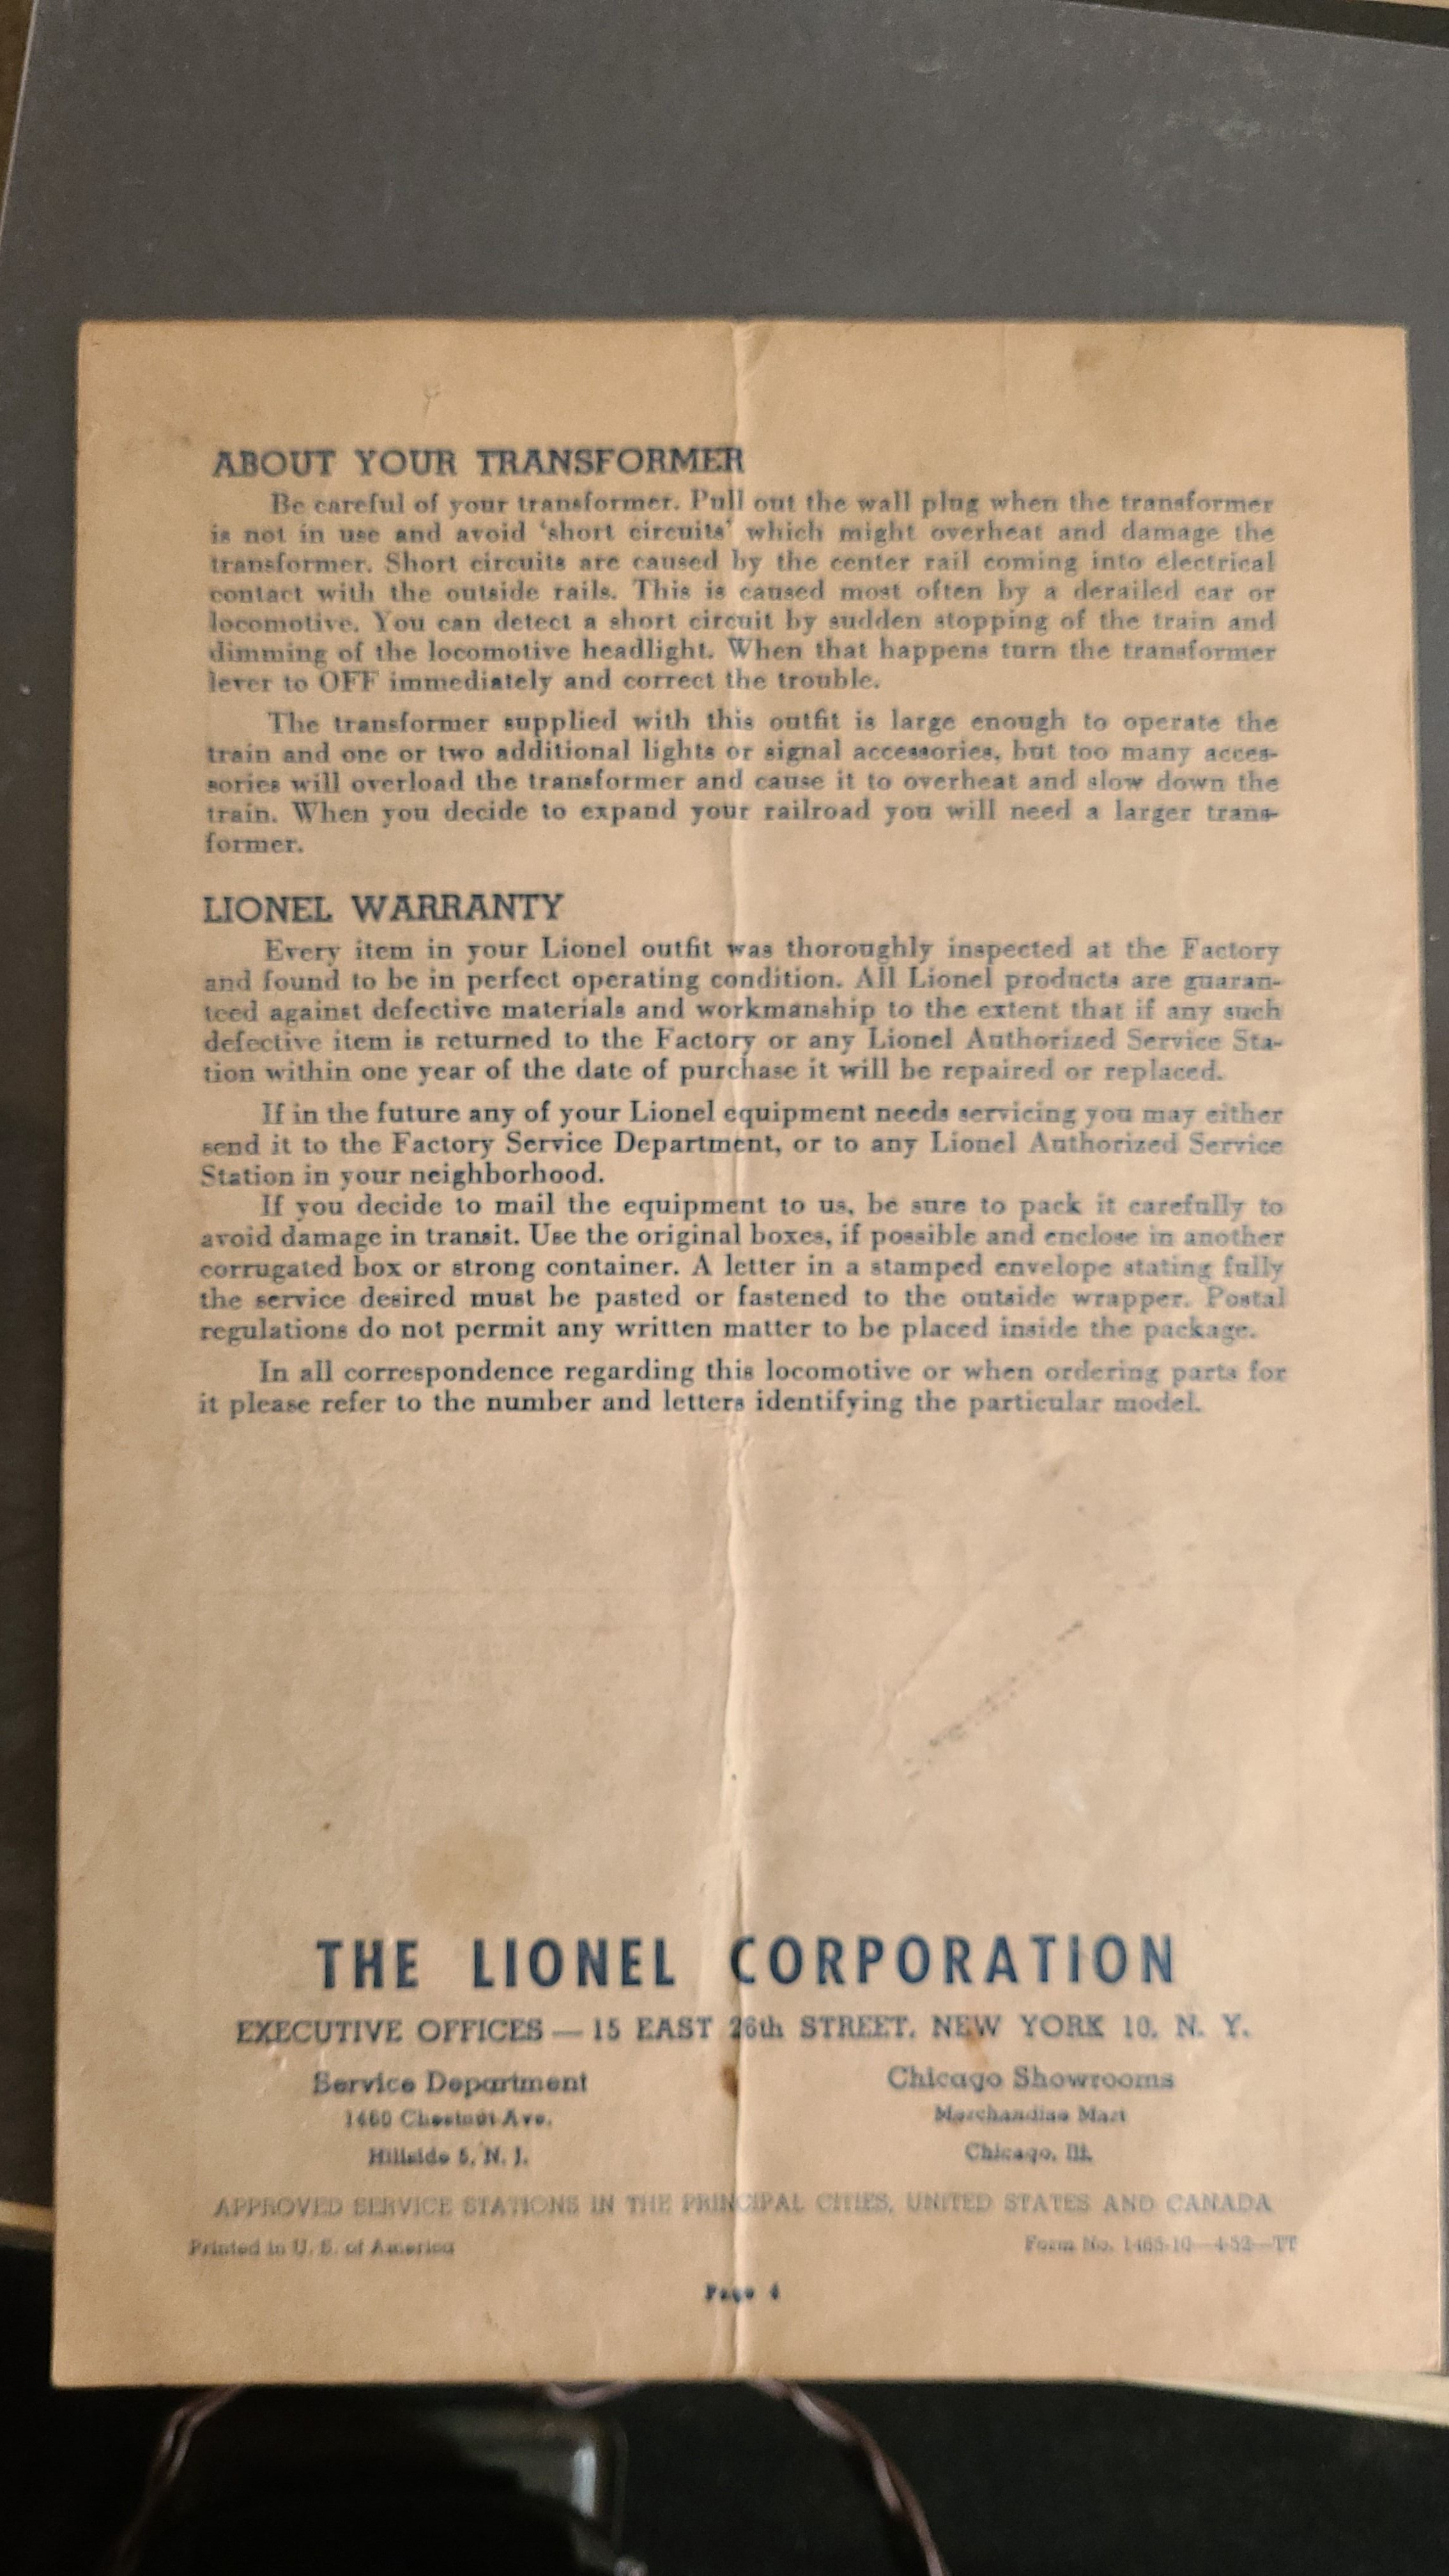 ABOUT YOUR TRANSFORMER
Be careful of your transformer. Pull out the wall plug when the transformer
is not in use and avoid 'short circuits' which might overheat and damage the
transformer. Short circuits are caused by the center rail coming into electrical
contact with the outside rails. This is caused most often by a derailed car or
locomotive. You can detect a short circuit by sudden stopping of the train and
dimming of the locomotive headlight. When that happens turn the transformer
lever to OFF immediately and correct the trouble.
The transformer supplied with this outfit is large enough to operate the
train and one or two additional lights or signal accessories, but too many acces-
sories will overload the transformer and cause it to overheat and slow down the
train. When you decide to expand your railroad you will need a larger trans-
former.
LIONEL WARRANTY
Every item in your Lionel outfit was thoroughly inspected at the Factory
and found to be in perfect operating condition. All Lionel products are guaran-
teed against defective materials and workmanship to the extent that if any such
defective item is returned to the Factory or any Lionel Authorized Service Sta-
tion within one year of the date of purchase it will be repaired or replaced.
If in the future any of your Lionel equipment needs servicing you may either
send it to the Factory Service Department, or to any Lionel Authorized Service
Station in your neighborhood.
If you decide to mail the equipment to us, be sure to pack it carefully to
avoid damage in transit. Use the original boxes, if possible and enclose in another
corrugated box or strong container. A letter in a stamped envelope stating fully
the service desired must be pasted or fastened to the outside wrapper. Postal
regulations do not permit any written matter to be placed inside the package.
In all correspondence regarding this locomotive or when ordering parts for
it please refer to the number and letters identifying the particular model.
THE LIONEL CORPORATION
EXECUTIVE OFFICES — 15 EAST 26th STREET, NEW YORK 10, N. Y.
Service Department
Chestnut Ave.
Hillside 5, N. J.
Chicago Showrooms
Merchandise Mart
Chicago, Ill.
APPROVED SERVICE STATIONS IN THE PRINCIPAL CITIES, UNITED STATES AND CANADA
Printed in U. S. of America
Form No.
Page 4